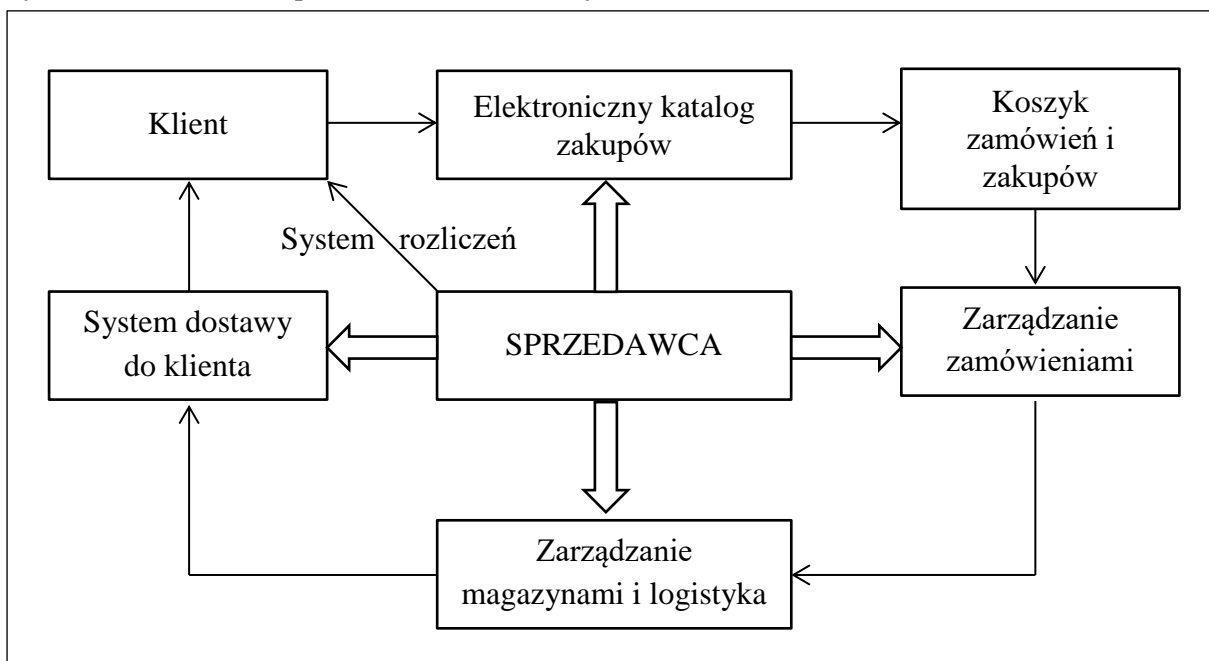 Klient
Elektroniczny katalog
zakupów
Koszyk
zamówień i
zakupów
System rozliczeń
System dostawy
do klienta
SPRZEDAWCA
Zarządzanie
zamówieniami
Zarządzanie
magazynami i logistyka